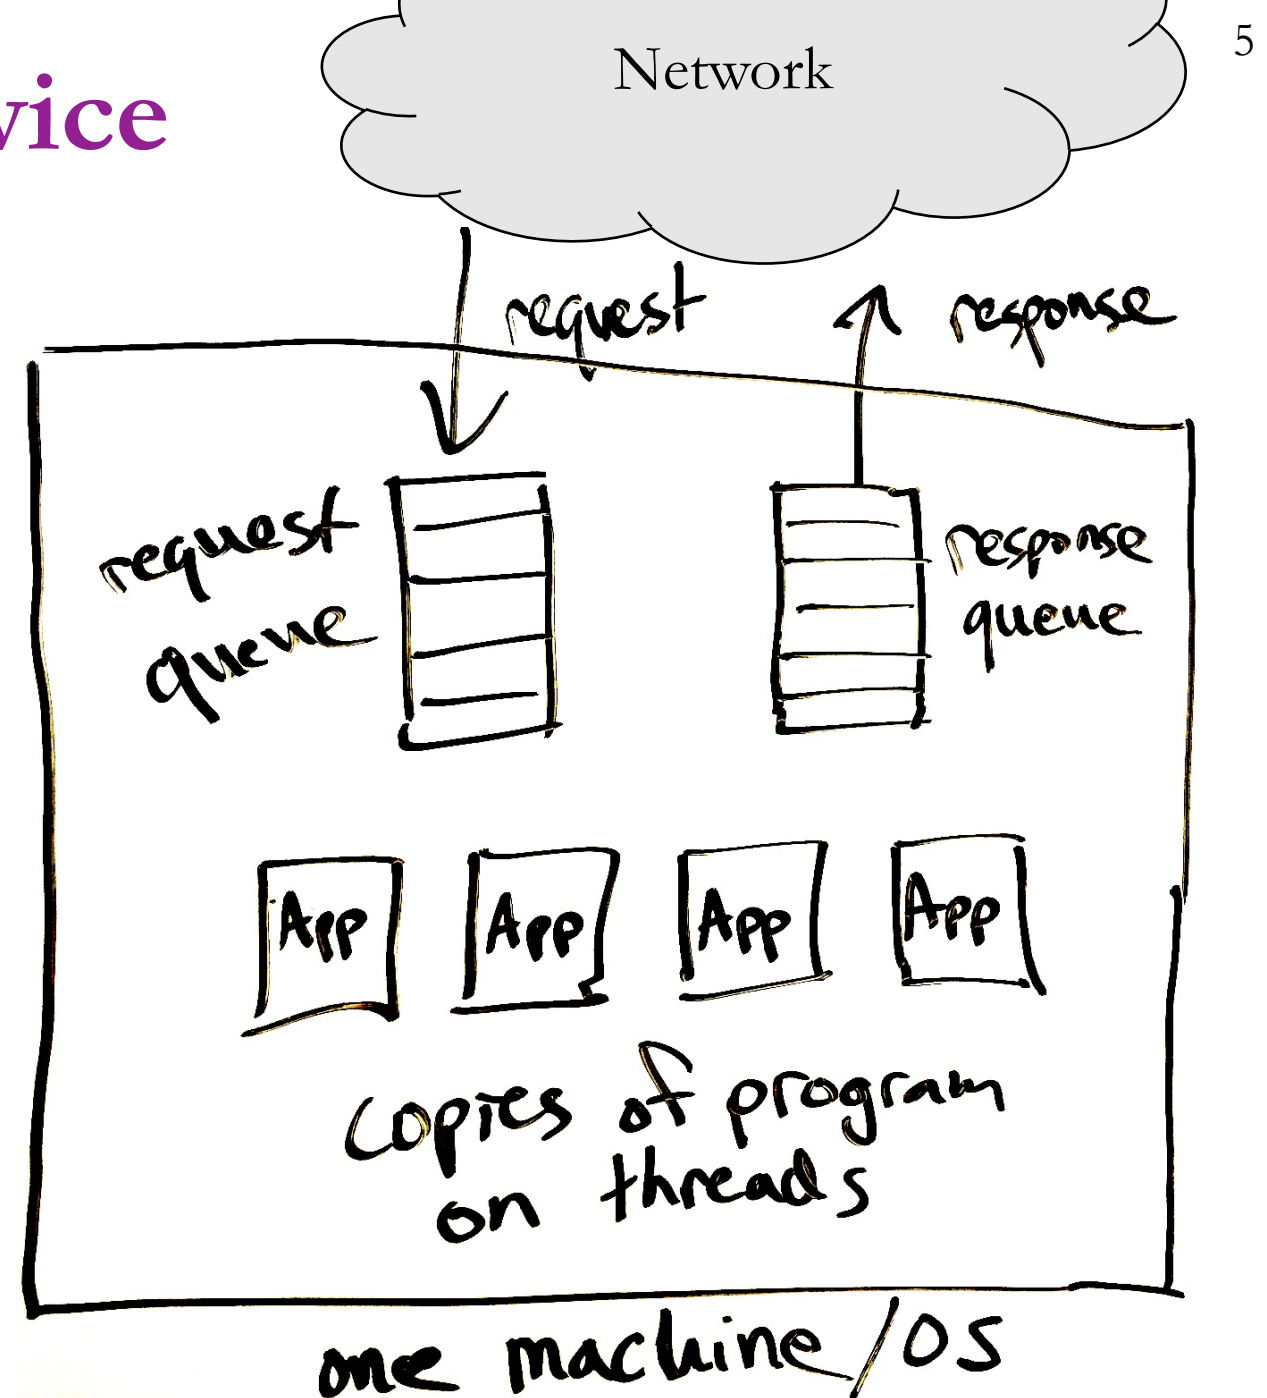 5
Network
request
response
request
queue
response
queue
App App App App
copies of program
on threads
one machine/OS